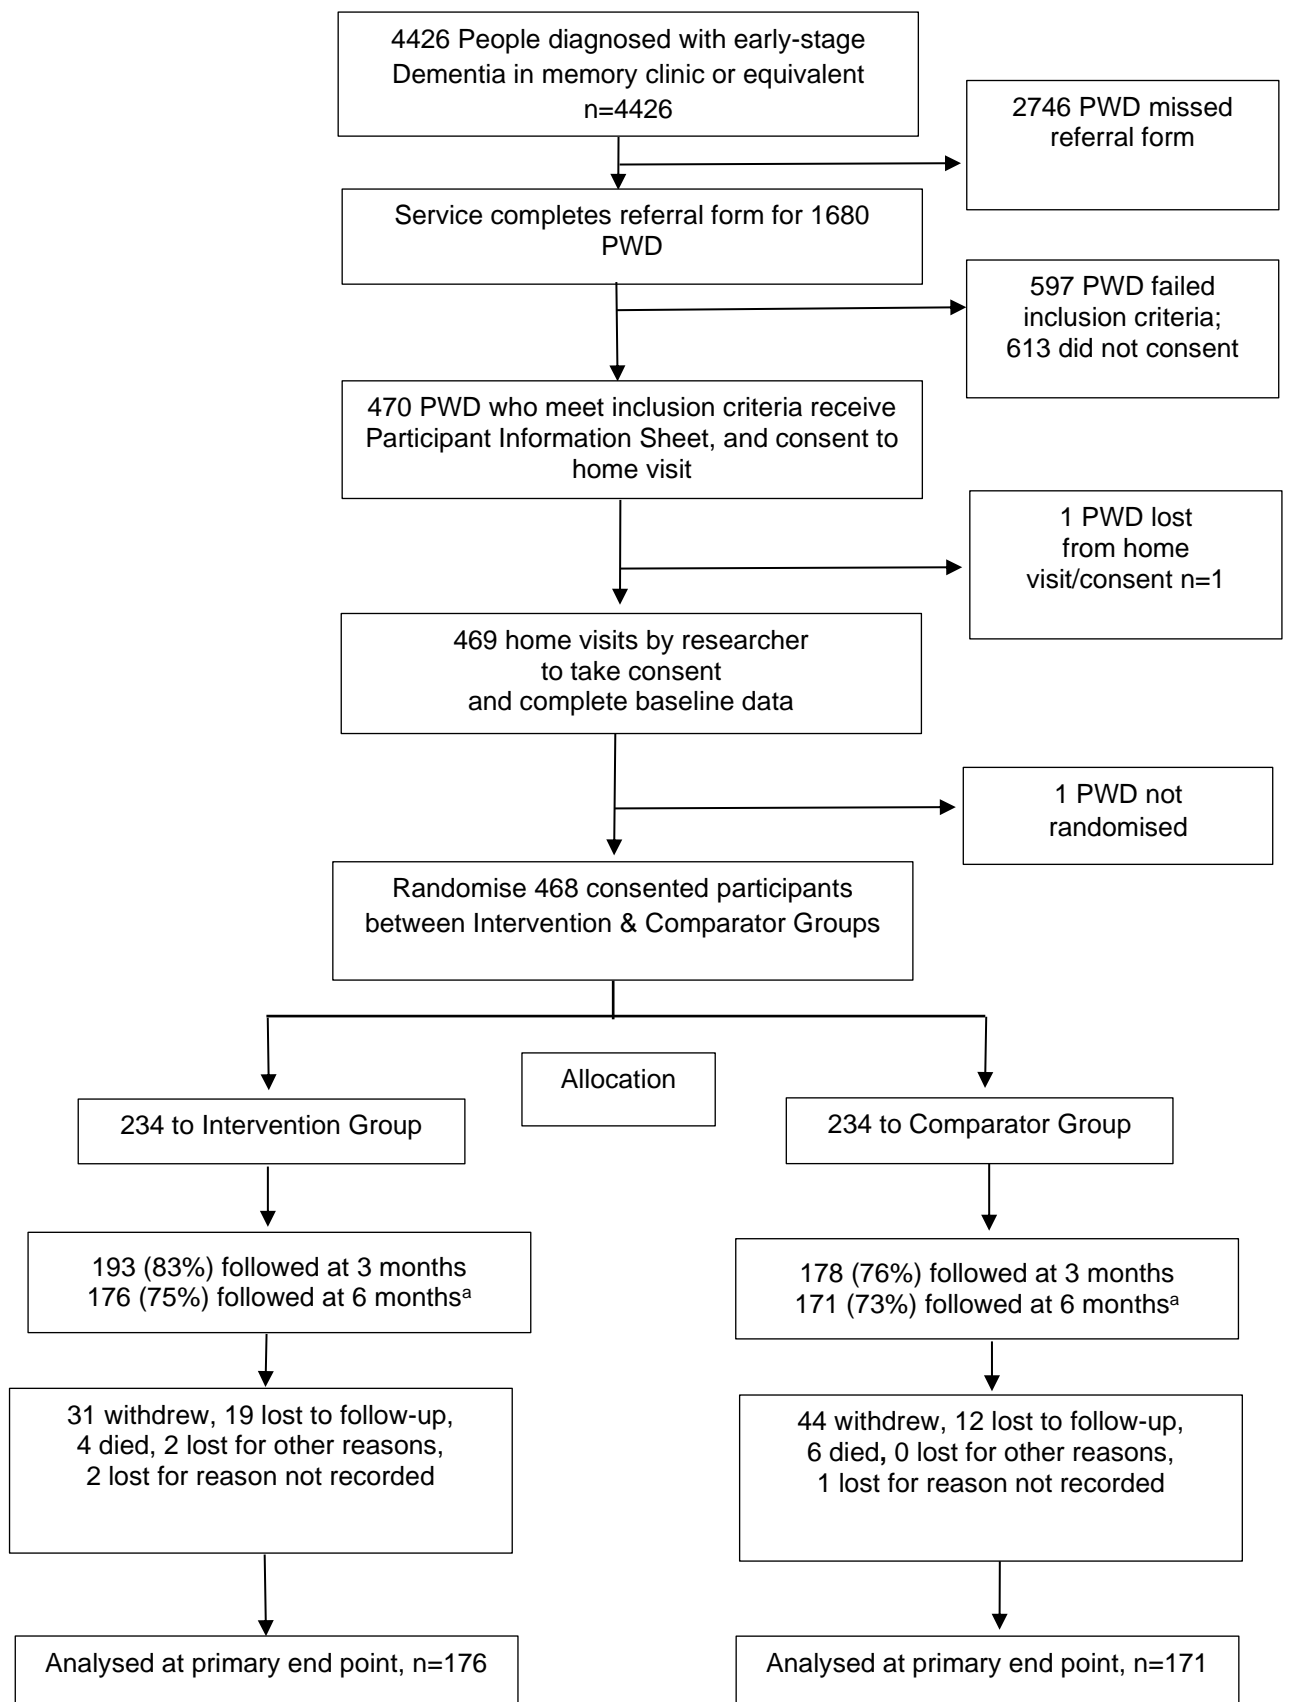 4426 People diagnosed with early-stage
Dementia in memory clinic or equivalent
n=4426
2746 PWD missed
referral form
Service completes referral form for 1680
PWD
597 PWD failed
inclusion criteria;
613 did not consent
470 PWD who meet inclusion criteria receive
Participant Information Sheet, and consent to
home visit
1 PWD lost
from home
visit/consent n=1
469 home visits by researcher
to take consent
and complete baseline data
1 PWD not
randomised
Randomise 468 consented participants
between Intervention & Comparator Groups
Allocation
234 to Intervention Group
234 to Comparator Group
193 (83%) followed at 3 months
176 (75%) followed at 6 monthsᵃ
178 (76%) followed at 3 months
171 (73%) followed at 6 monthsᵃ
31 withdrew, 19 lost to follow-up,
4 died, 2 lost for other reasons,
2 lost for reason not recorded
44 withdrew, 12 lost to follow-up,
6 died, 0 lost for other reasons,
1 lost for reason not recorded
Analysed at primary end point, n=176
Analysed at primary end point, n=171